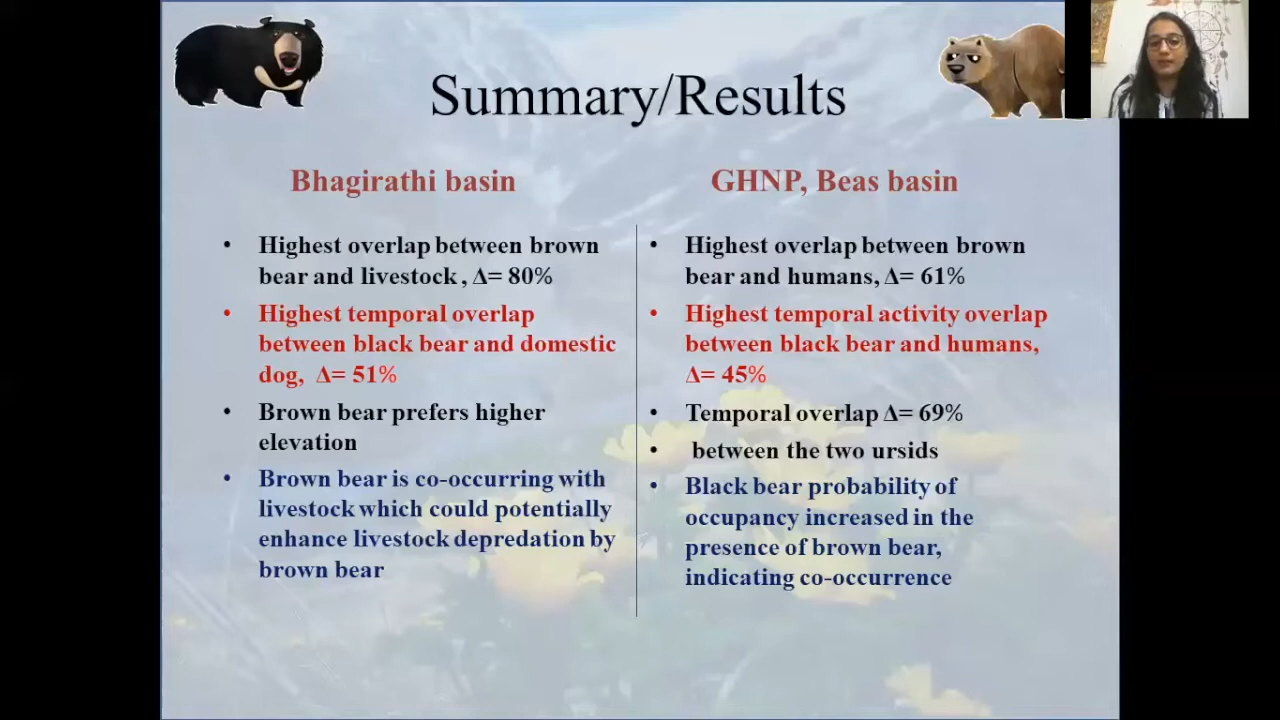 Summary/Results
Bhagirathi basin
• Highest overlap between brown
bear and livestock , Δ= 80%
• Highest temporal overlap
between black bear and domestic
dog, Δ= 51%
• Brown bear prefers higher
elevation
• Brown bear is co-occurring with
livestock which could potentially
enhance livestock depredation by
brown bear
GHNP, Beas basin
• Highest overlap between brown
bear and humans, Δ= 61%
• Highest temporal activity overlap
between black bear and humans,
Δ= 45%
• Temporal overlap Δ= 69%
• between the two ursids
• Black bear probability of
occupancy increased in the
presence of brown bear,
indicating co-occurrence